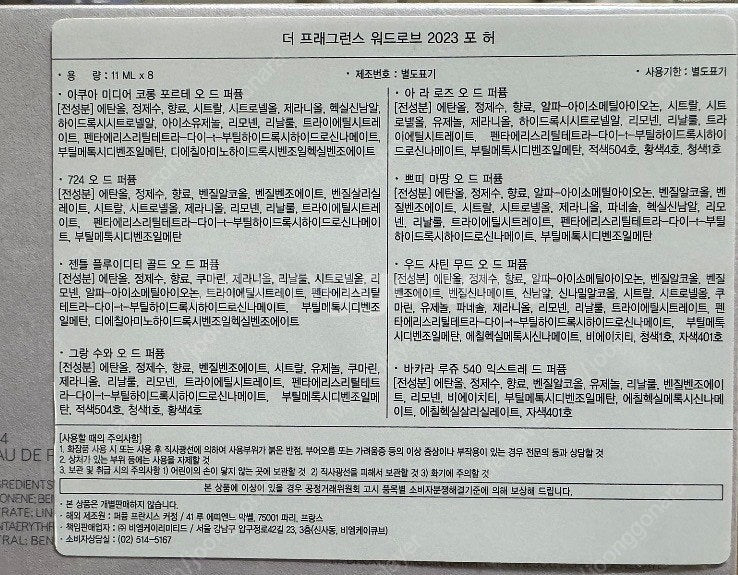 더 프래그런스 워드로브 2023 포 허
· 용 량 : 11 ML x 8
· 제조번호 : 별도표기
· 사용기한 : 별도표기
· 아쿠아 미디어 코롱 포르테 오 드 퍼퓸
[전성분] 에탄올, 정제수, 향료, 시트랄, 시트로넬올, 제라니올, 헥실신남알,
하이드록시시트로넬알, 아이소유제놀, 리모넨, 리날룰, 트라이에틸시트레
이트, 펜타에리스리틸테트라-다이-t-부틸하이드록시하이드로신나메이트,
부틸메톡시디벤조일메탄, 디에칠아미노하이드록시벤조일헥실벤조에이트
· 724 오 드 퍼퓸
[전성분] 에탄올, 정제수, 향료, 벤질알코올, 벤질벤조에이트, 벤질살리실
레이트, 시트랄, 시트로넬올, 제라니올, 리모넨, 리날룰, 트라이에틸시트레
이트, 펜타에리스리틸테트라-다이-t-부틸하이드록시하이드로신나메이
트, 부틸메톡시디벤조일메탄
· 젠틀 플루이디티 골드 오 드 퍼퓸
[전성분] 에탄올, 정제수, 향료, 쿠마린, 제라니올, 리날룰, 시트로넬올, 리
모넨, 알파-아이소메틸아이오논, 트라이에틸시트레이트, 펜타에리스리틸
테트라-다이-t-부틸하이드록시하이드로신나메이트, 부틸메톡시디벤조
일메탄, 디에칠아미노하이드록시벤조일헥실벤조에이트
· 그랑 수와 오 드 퍼퓸
[전성분] 에탄올, 정제수, 향료, 벤질벤조에이트, 시트랄, 유제놀, 쿠마린,
제라니올, 리날룰, 리모넨, 트라이에틸시트레이트, 펜타에리스리틸테트
라-다이-t-부틸하이드록시하이드로신나메이트, 부틸메톡시디벤조일메
탄, 적색504호, 청색1호, 황색4호
· 아 라 로즈 오 드 퍼퓸
[전성분] 에탄올, 정제수, 향료, 알파-아이소메틸아이오논, 시트랄, 시트
로넬올, 유제놀, 제라니올, 하이드록시시트로넬알, 리모넨, 리날룰, 트라
이에틸시트레이트, 펜타에리스리틸테트라-다이-t-부틸하이드록시하이
드로신나메이트, 부틸메톡시디벤조일메탄, 적색504호, 황색4호, 청색1호
· 쁘띠 마땅 오 드 퍼퓸
[전성분] 에탄올, 정제수, 향료, 알파-아이소메틸아이오논, 벤질알코올, 벤
질벤조에이트, 시트랄, 시트로넬올, 제라니올, 파네솔, 헥실신남알, 리모
넨, 리날룰, 트라이에틸시트레이트, 펜타에리스리틸테트라-다이-t-부틸
하이드록시하이드로신나메이트, 부틸메톡시디벤조일메탄
· 우드 사틴 무드 오 드 퍼퓸
[전성분] 에탄올, 정제수, 향료, 알파-아이소메틸아이오논, 벤질알코올, 벤질
벤조에이트, 벤질신나메이트, 신남알, 신나밀알코올, 시트랄, 시트로넬올, 쿠
마린, 유제놀, 파네솔, 제라니올, 리모넨, 리날룰, 트라이에틸시트레이트, 펜
타에리스리틸테트라-다이-t-부틸하이드록시하이드로신나메이트, 부틸메톡
시디벤조일메탄, 에칠헥실메톡시신나메이트, 비에이치티, 청색1호, 자색401호
· 바카라 루쥬 540 익스트레 드 퍼퓸
[전성분] 에탄올, 정제수, 향료, 벤질알코올, 유제놀, 리날룰, 벤질벤조에이
트, 리모넨, 비에이치티, 부틸메톡시디벤조일메탄, 에칠헥실메톡시신나메이
트, 에칠헥실살리실레이트, 자색401호
[사용할 때의 주의사항]
1. 화장품 사용 시 또는 사용 후 직사광선에 의하여 사용부위가 붉은 반점, 부어오름 또는 가려움증 등의 이상 증상이나 부작용이 있는 경우 전문의 등과 상담할 것
2. 상처가 있는 부위 등에는 사용을 자제할 것
3. 보관 및 취급 시의 주의사항 1) 어린이의 손이 닿지 않는 곳에 보관할 것 2) 직사광선을 피해서 보관할 것 3) 화기에 주의할 것
본 상품에 이상이 있을 경우 공정거래위원회 고시 품목별 소비자분쟁해결기준에 의해 보상해 드립니다.
· 본 상품은 개별판매하지 않습니다.
· 해외 제조원 : 퍼퓸 프란시스 커정 / 41 루 에띠엔느 막쎌, 75001 파리, 프랑스
· 책임판매업자 : ㈜ 비엠케이리미티드 / 서울 강남구 압구정로42길 23, 3층(신사동, 비엠케이큐브)
· 소비자상담실 : (02) 514-5167
4
AU DE P
INGREDIENTS
ONENE; BEN
TRATE; LIN
NTAERYTHR
TRAL; BEN